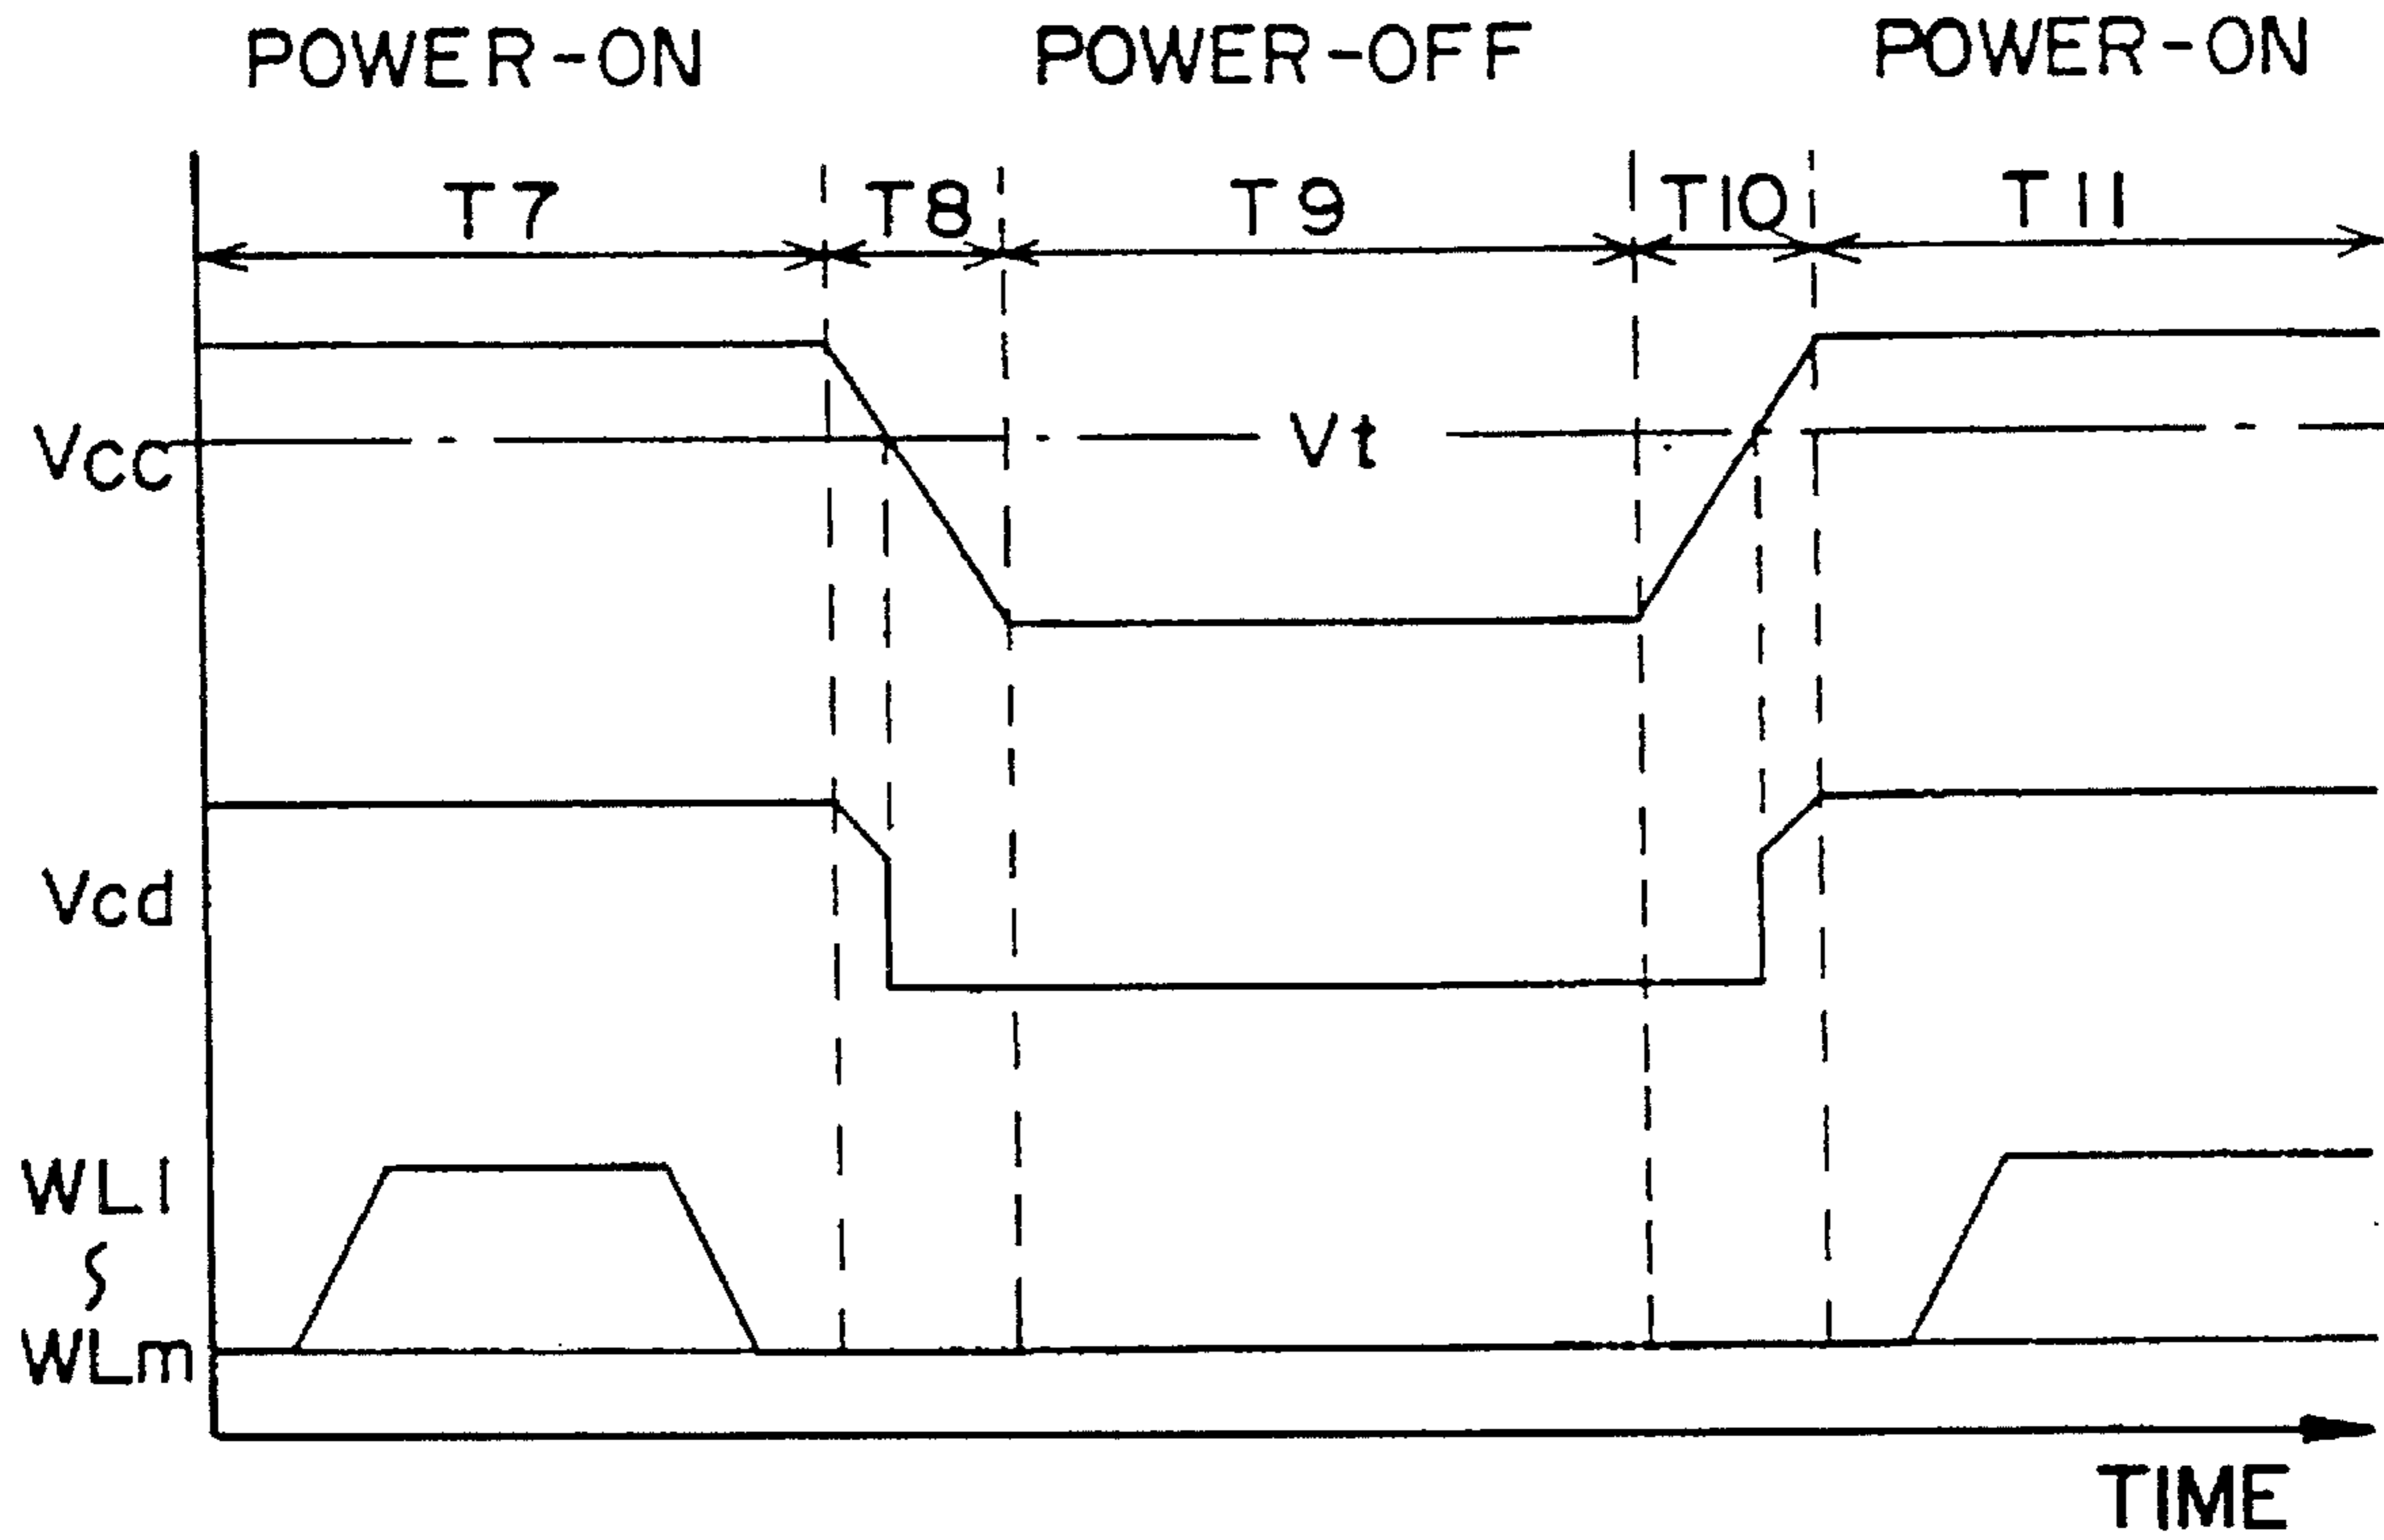 POWER-ON POWER-OFF POWER-ON
T7 T8 T9 T10 T11
Vcc Vt
Vcd
WL1
WLm
TIME